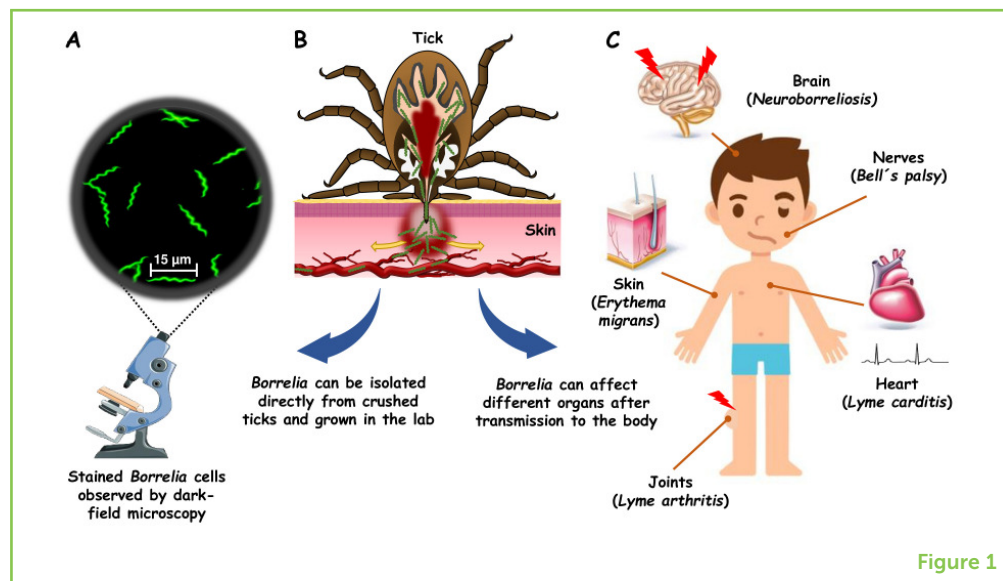 A
15 μm
Stained Borrelia cells
observed by dark-
field microscopy
B
Tick
Skin
Borrelia can be isolated
directly from crushed
ticks and grown in the lab
Borrelia can affect
different organs after
transmission to the body
C
Brain
(Neuroborreliosis)
Nerves
(Bell´s palsy)
Skin
(Erythema
migrans)
Heart
(Lyme carditis)
Joints
(Lyme arthritis)
Figure 1